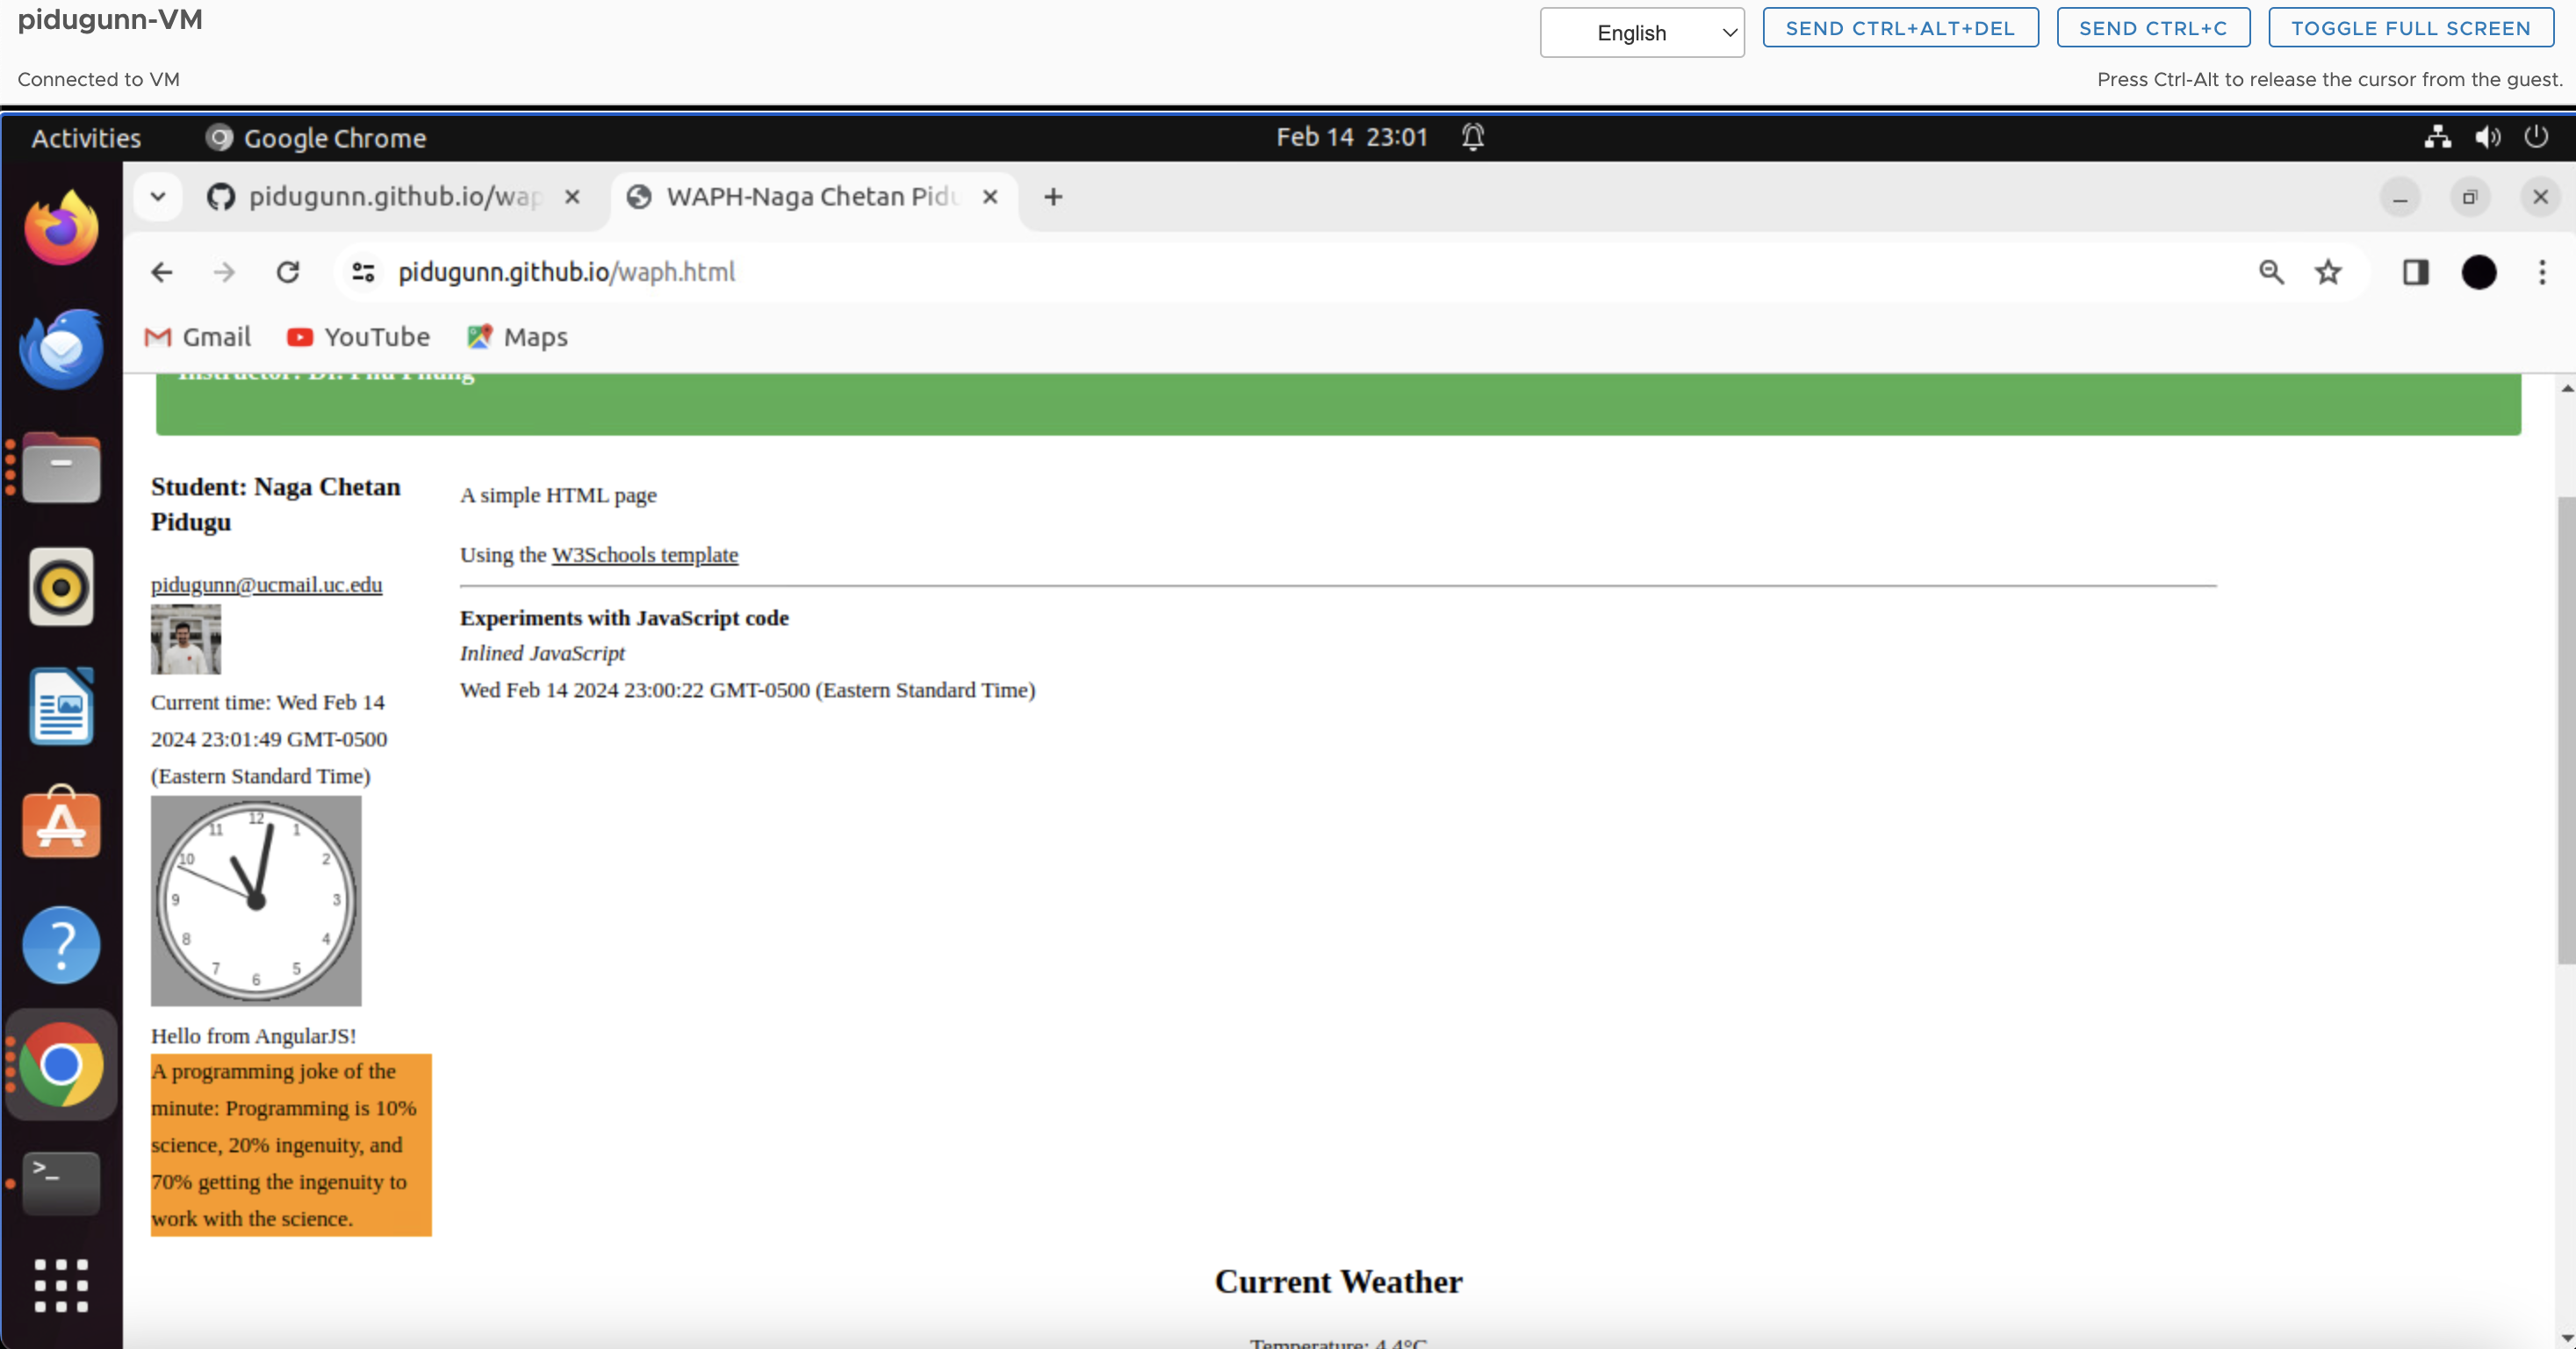 pidugunn-VM
English
SEND CTRL+ALT+DEL
SEND CTRL+C
TOGGLE FULL SCREEN
Connected to VM
Press Ctrl-Alt to release the cursor from the guest.
Activities
Google Chrome
Feb 14 23:01
pidugunn.github.io/wap
WAPH-Naga Chetan Pidu
pidugunn.github.io/waph.html
Gmail
YouTube
Maps
Instructor: Dr. Phu Phung
Student: Naga Chetan
Pidugu
pidugunn@ucmail.uc.edu
Current time: Wed Feb 14
2024 23:01:49 GMT-0500
(Eastern Standard Time)
12
1
2
3
4
5
6
7
8
9
10
11
Hello from AngularJS!
A programming joke of the
minute: Programming is 10%
science, 20% ingenuity, and
70% getting the ingenuity to
work with the science.
A simple HTML page
Using the W3Schools template
Experiments with JavaScript code
Inlined JavaScript
Wed Feb 14 2024 23:00:22 GMT-0500 (Eastern Standard Time)
Current Weather
Temperature: 4.4°C